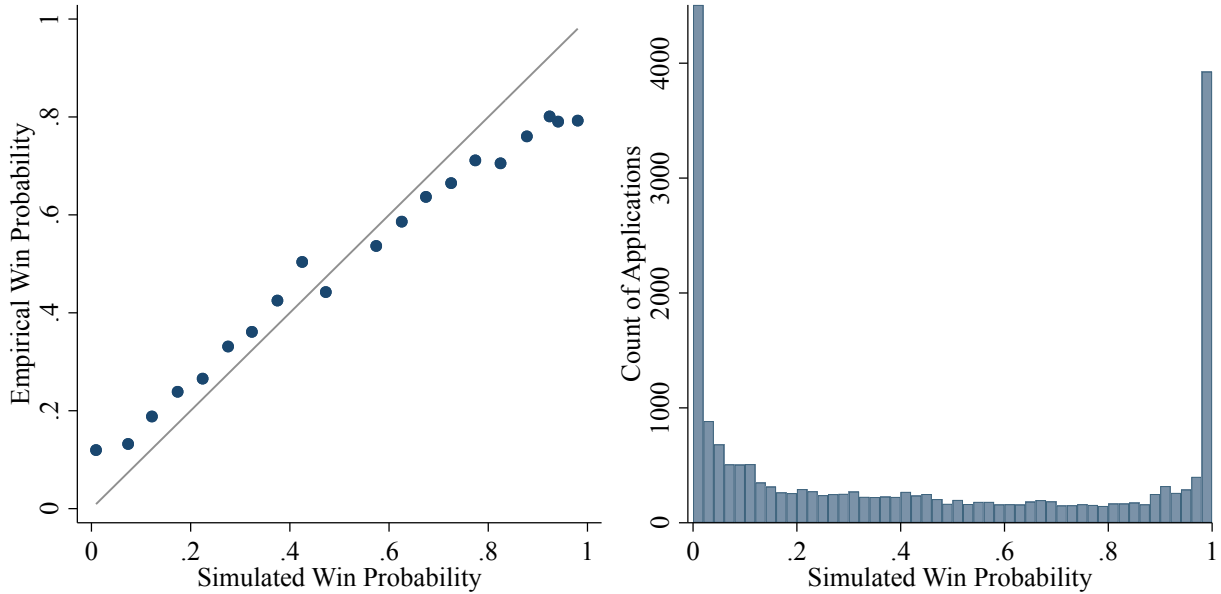 1
.8
.6
.4
.2
0
Empirical Win Probability
0 .2 .4 .6 .8 1
Simulated Win Probability
4000
3000
2000
1000
0
Count of Applications
0 .2 .4 .6 .8 1
Simulated Win Probability